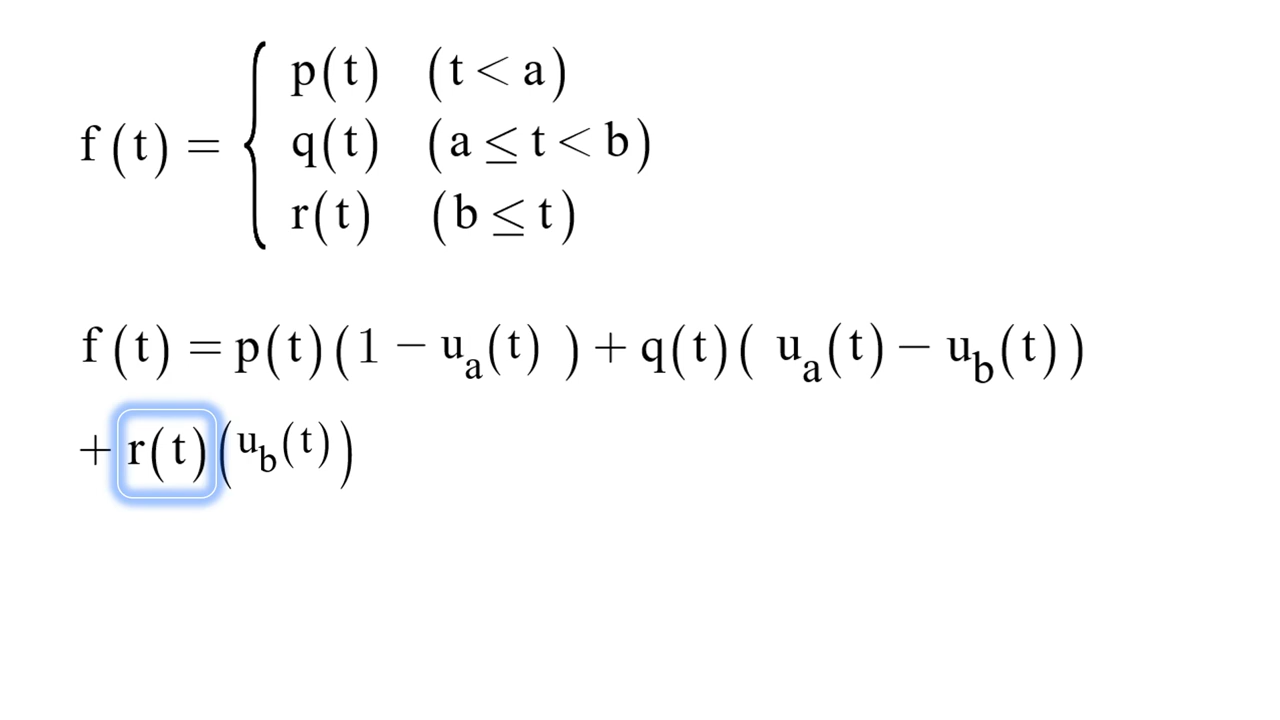 f(t) = { p(t) (t < a)
q(t) (a ≤ t < b)
r(t) (b ≤ t)
f(t) = p(t)(1 − u_a(t) ) + q(t)( u_a(t) − u_b(t))
+ r(t)(u_b(t))